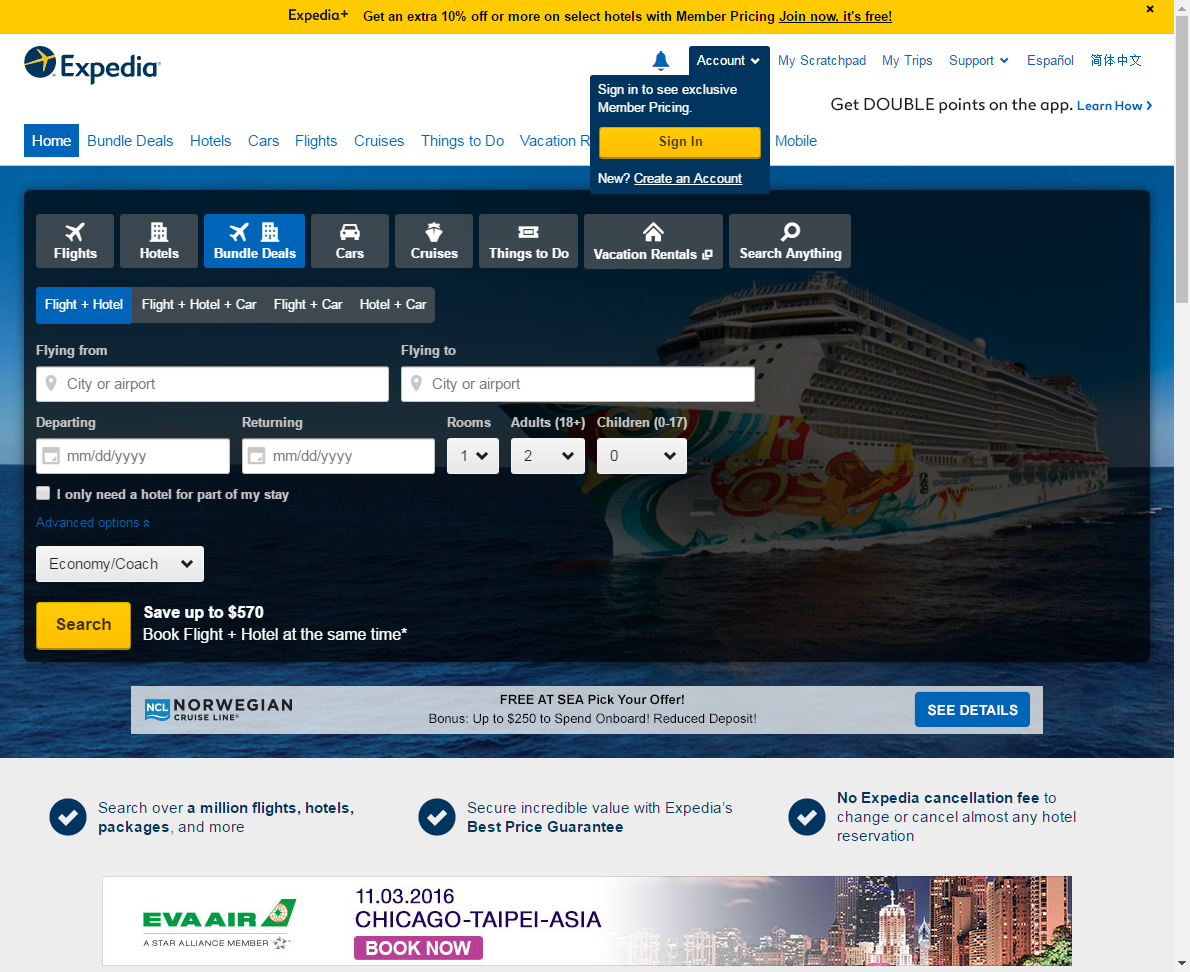 Expedia+ Get an extra 10% off or more on select hotels with Member Pricing Join now, it's free!
Expedia
Account My Scratchpad My Trips Support Español 简体中文
Sign in to see exclusive
Member Pricing.
Get DOUBLE points on the app. Learn How
Sign In
New? Create an Account
Home Bundle Deals Hotels Cars Flights Cruises Things to Do Vacation R Mobile
Flights Hotels Bundle Deals Cars Cruises Things to Do Vacation Rentals Search Anything
Flight + Hotel Flight + Hotel + Car Flight + Car Hotel + Car
Flying from Flying to
City or airport City or airport
Departing Returning Rooms Adults (18+) Children (0-17)
mm/dd/yyyy mm/dd/yyyy 1 2 0
I only need a hotel for part of my stay
Advanced options
Economy/Coach
Search
Save up to $570
Book Flight + Hotel at the same time*
NCL NORWEGIAN
CRUISE LINE®
FREE AT SEA Pick Your Offer!
Bonus: Up to $250 to Spend Onboard! Reduced Deposit!
SEE DETAILS
Search over a million flights, hotels,
packages, and more
Secure incredible value with Expedia’s
Best Price Guarantee
No Expedia cancellation fee to
change or cancel almost any hotel
reservation
EVA AIR
A STAR ALLIANCE MEMBER
11.03.2016
CHICAGO-TAIPEI-ASIA
BOOK NOW